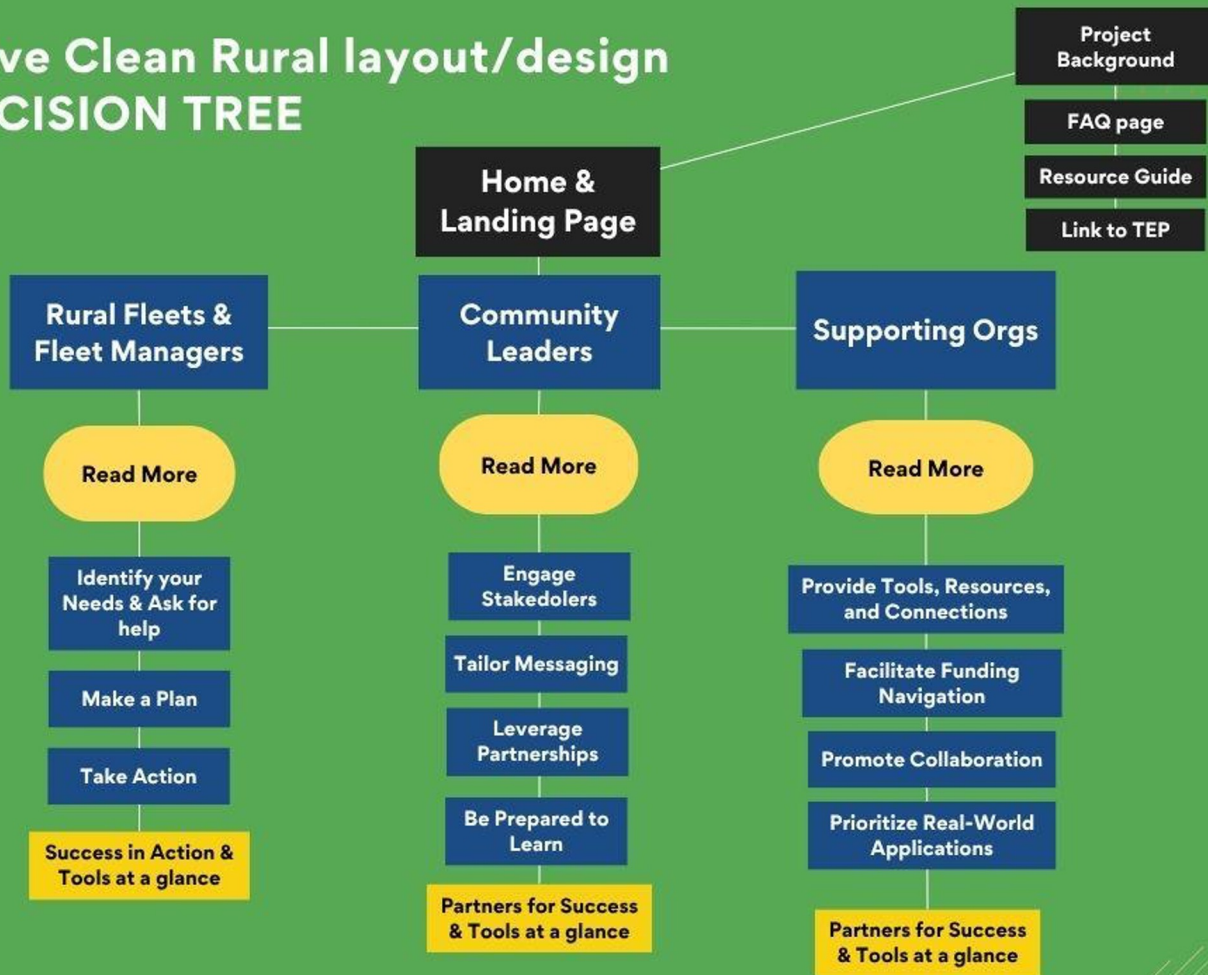 ve Clean Rural layout/design
CISION TREE
Project
Background
FAQ page
Resource Guide
Link to TEP
Home &
Landing Page
Rural Fleets &
Fleet Managers
Community
Leaders
Supporting Orgs
Read More
Read More
Read More
Identify your
Needs & Ask for
help
Make a Plan
Take Action
Success in Action &
Tools at a glance
Engage
Stakedolers
Tailor Messaging
Leverage
Partnerships
Be Prepared to
Learn
Partners for Success
& Tools at a glance
Provide Tools, Resources,
and Connections
Facilitate Funding
Navigation
Promote Collaboration
Prioritize Real-World
Applications
Partners for Success
& Tools at a glance